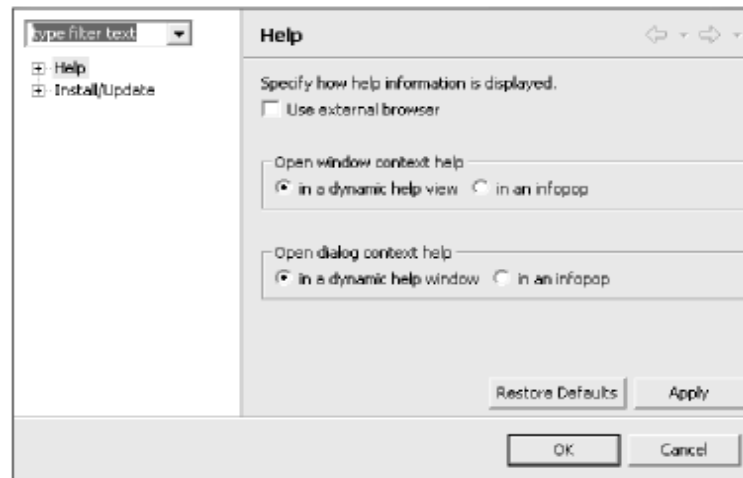 type filter text
Help
Install/Update
Help
Specify how help information is displayed.
Use external browser
Open window context help
in a dynamic help view in an infopop
Open dialog context help
in a dynamic help window in an infopop
Restore Defaults Apply
OK Cancel